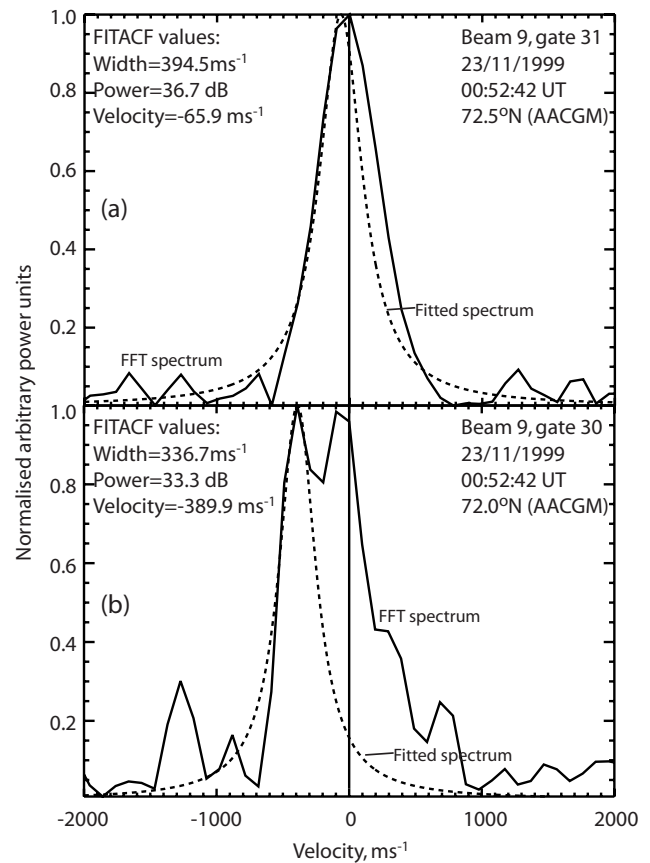 Normalised arbitrary power units
1.0
FITACF values:
Width=394.5ms-1
Power=36.7 dB
Velocity=-65.9 ms-1
Beam 9, gate 31
23/11/1999
00:52:42 UT
72.5oN (AACGM)
0.8
0.6
(a)
0.4
Fitted spectrum
0.2
FFT spectrum
1.0
FITACF values:
Width=336.7ms-1
Power=33.3 dB
Velocity=-389.9 ms-1
Beam 9, gate 30
23/11/1999
00:52:42 UT
72.0oN (AACGM)
0.8
0.6
(b)
FFT spectrum
0.4
0.2
Fitted spectrum
-2000 -1000 0 1000 2000
Velocity, ms-1